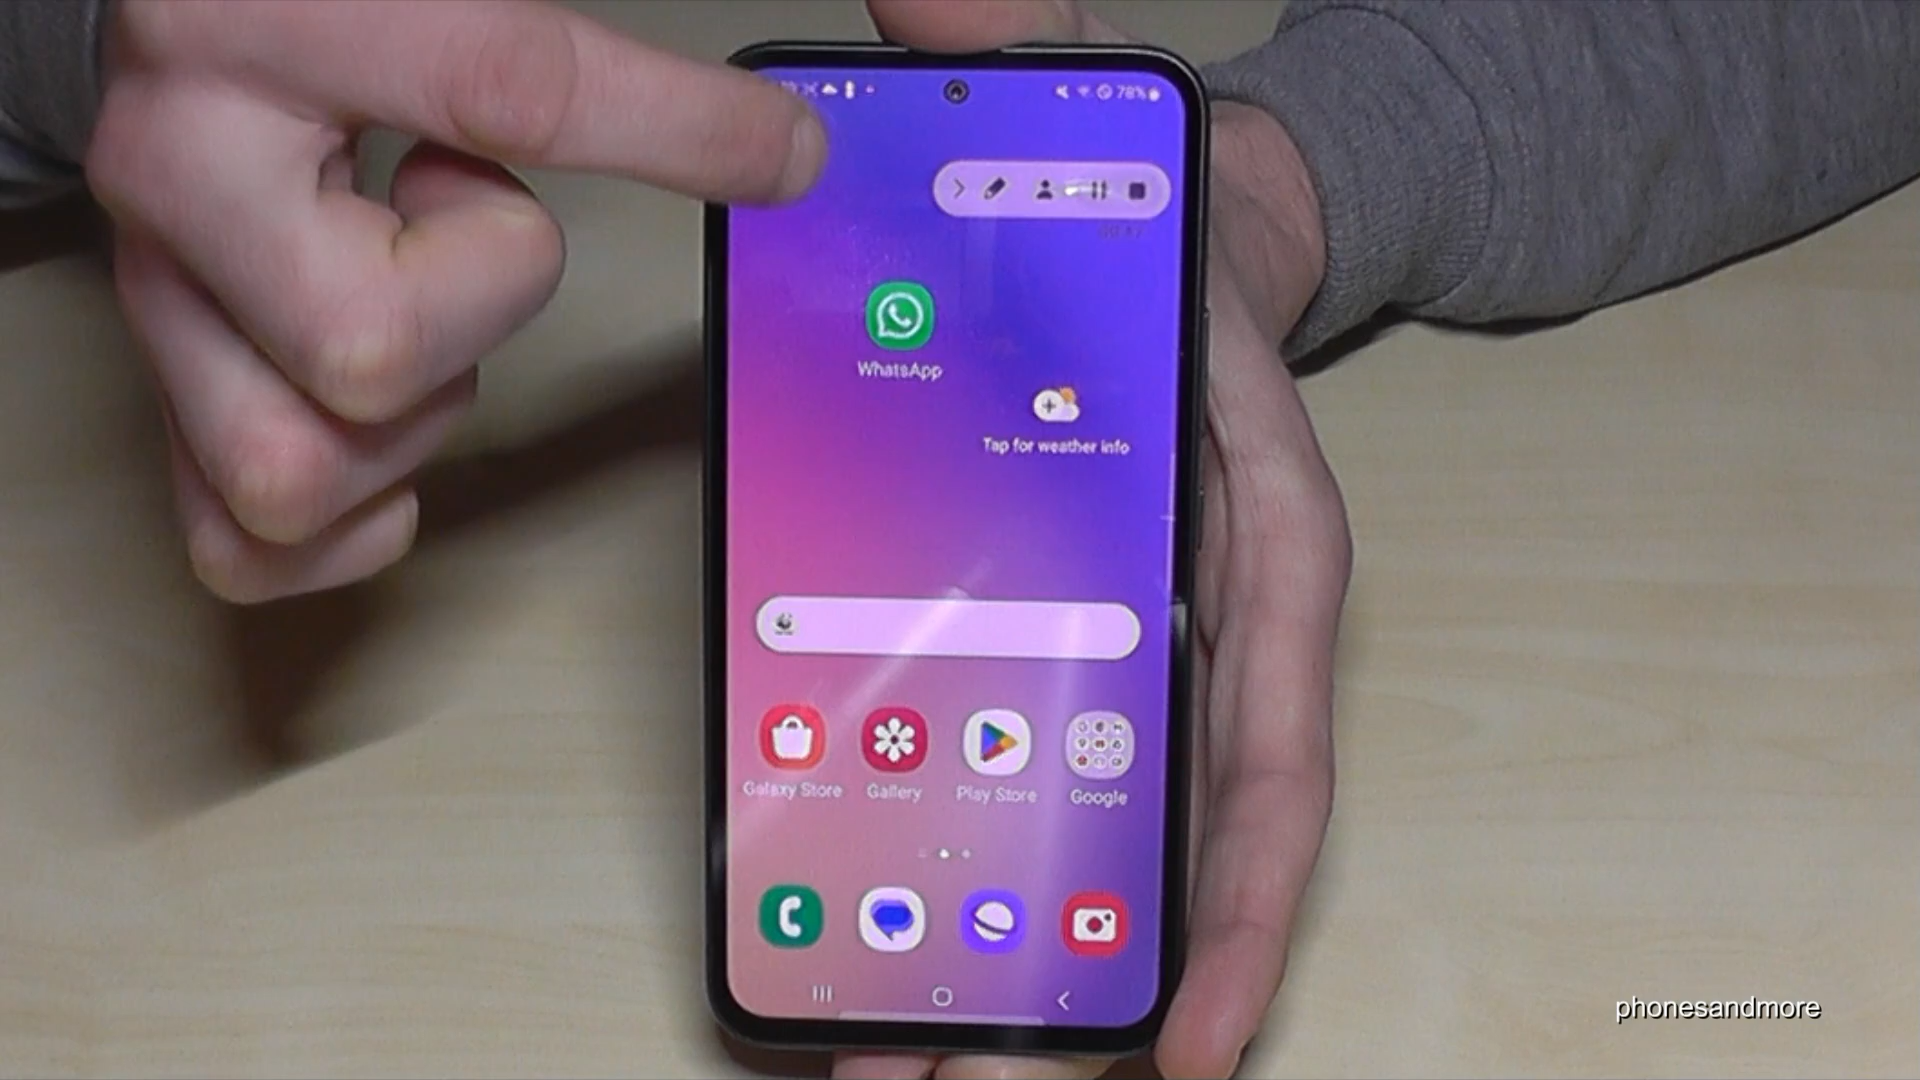 78%
WhatsApp
Tap for weather info
Galaxy Store
Gallery
Play Store
Google
phonesandmore